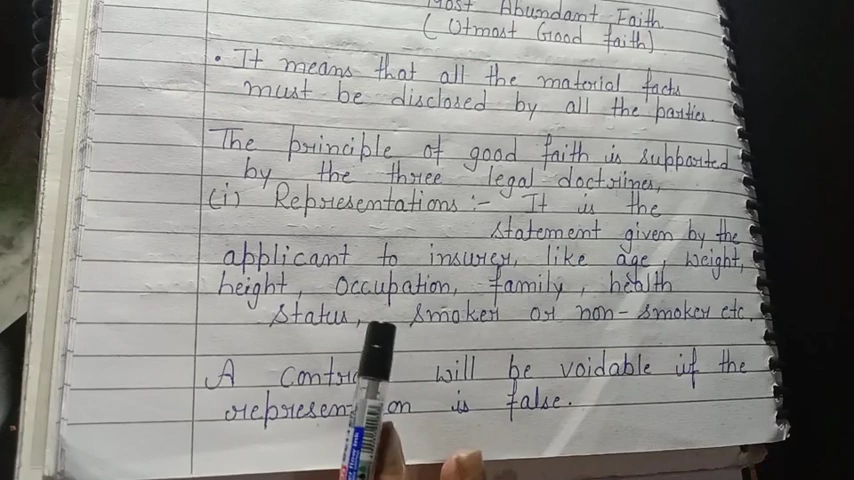 Most Abundant Faith
(Utmost Good faith)
• It means that all the material facts
must be disclosed by all the parties.
The principle of good faith is supported
by the three legal doctrines,
(i) Representations :- It is the
statement given by the
applicant to insurer, like age, weight,
height, occupation, family, health
status, smoker or non-smoker etc.
A will be voidable if the
is false.